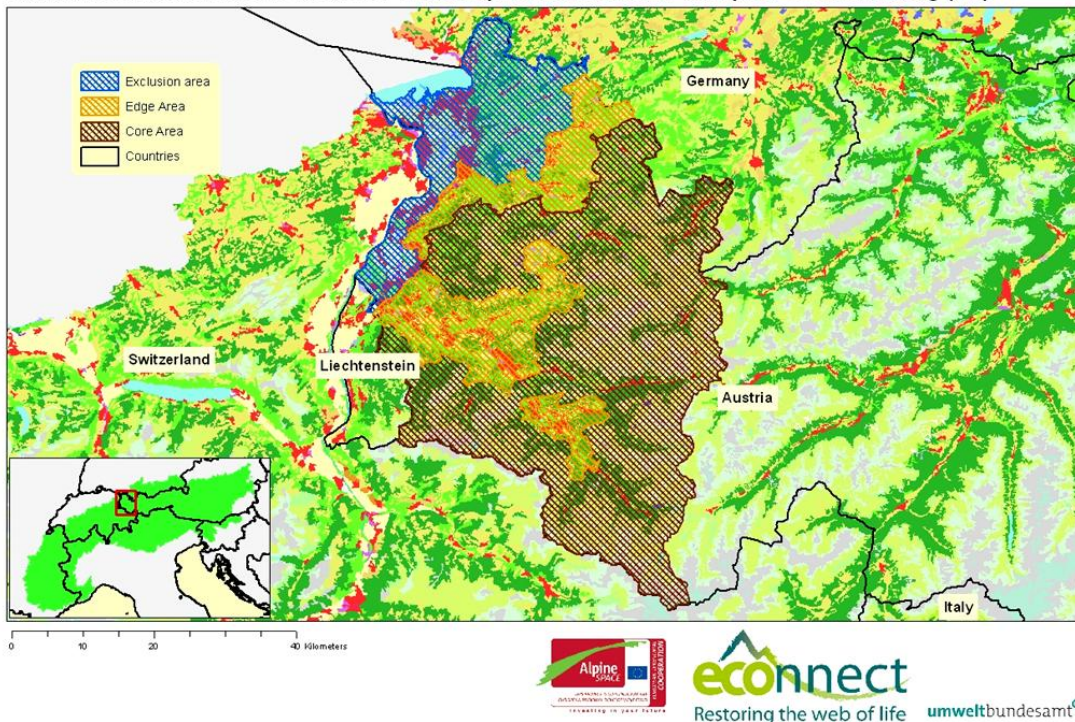 Exclusion area
Edge Area
Core Area
Countries
Germany
Switzerland
Liechtenstein
Austria
Italy
0 10 20 40 Kilometers
Alpine
SPACE
investing in your future
econnect
Restoring the web of life
umweltbundesamt